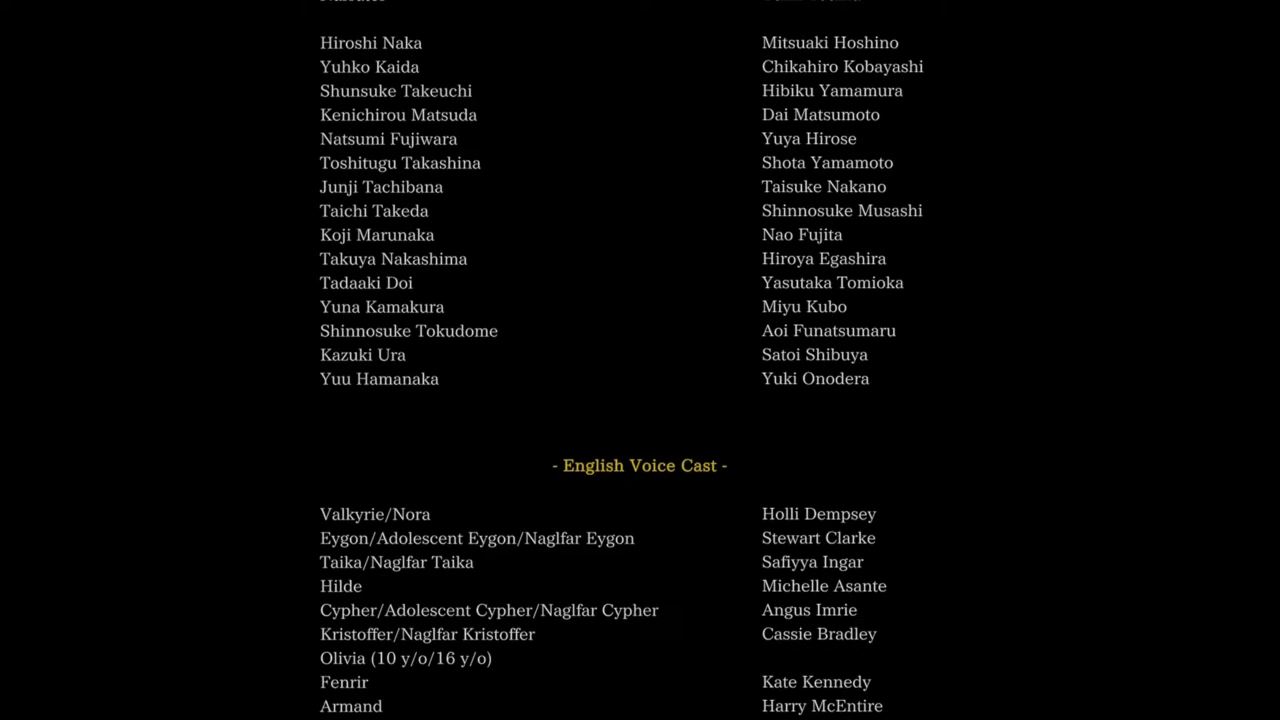 Hiroshi Naka Mitsuaki Hoshino
Yuhko Kaida Chikahiro Kobayashi
Shunsuke Takeuchi Hibiku Yamamura
Kenichirou Matsuda Dai Matsumoto
Natsumi Fujiwara Yuya Hirose
Toshitugu Takashina Shota Yamamoto
Junji Tachibana Taisuke Nakano
Taichi Takeda Shinnosuke Musashi
Koji Marunaka Nao Fujita
Takuya Nakashima Hiroya Egashira
Tadaaki Doi Yasutaka Tomioka
Yuna Kamakura Miyu Kubo
Shinnosuke Tokudome Aoi Funatsumaru
Kazuki Ura Satoi Shibuya
Yuu Hamanaka Yuki Onodera
- English Voice Cast -
Valkyrie/Nora Holli Dempsey
Eygon/Adolescent Eygon/Naglfar Eygon Stewart Clarke
Taika/Naglfar Taika Safiyya Ingar
Hilde Michelle Asante
Cypher/Adolescent Cypher/Naglfar Cypher Angus Imrie
Kristoffer/Naglfar Kristoffer Cassie Bradley
Olivia (10 y/o/16 y/o)
Fenrir Kate Kennedy
Armand Harry McEntire